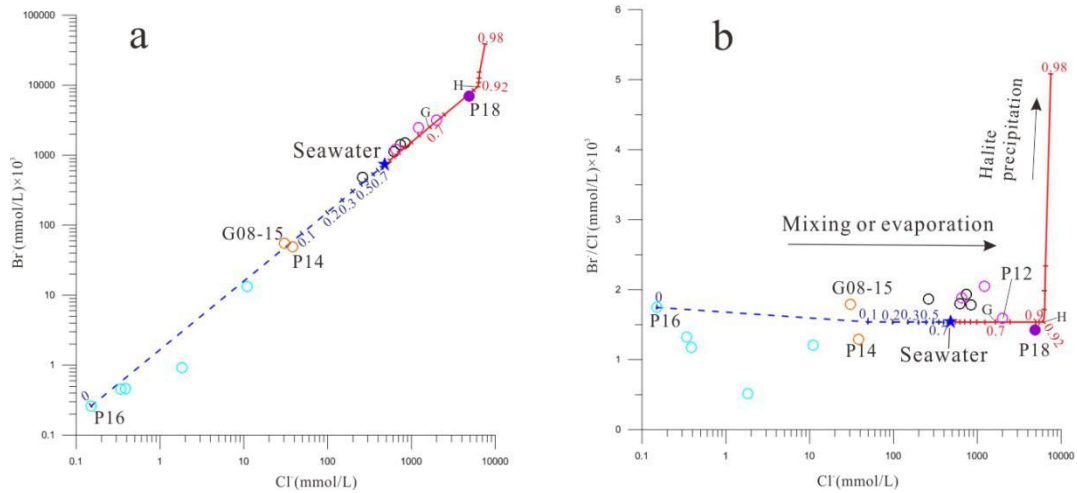 a
100000
10000
1000
100
10
1
0.1
Br⁻(mmol/L)×10³
0.98
H
0.92
P18
G
0.7
Seawater
0.7
0.5
0.3
0.2
0.1
G08-15
P14
0
P16
0.1
1
10
100
1000
10000
Cl⁻(mmol/L)
b
6
5
4
3
2
1
0
Br⁻/Cl⁻(mmol/L)×10³
0.98
Halite
precipitation
Mixing or evaporation
P12
G08-15
0
P16
P14
0.1
0.2
0.3
0.5
0.7
Seawater
G
0.7
0.9
H
0.92
P18
0.1
1
10
100
1000
10000
Cl⁻(mmol/L)